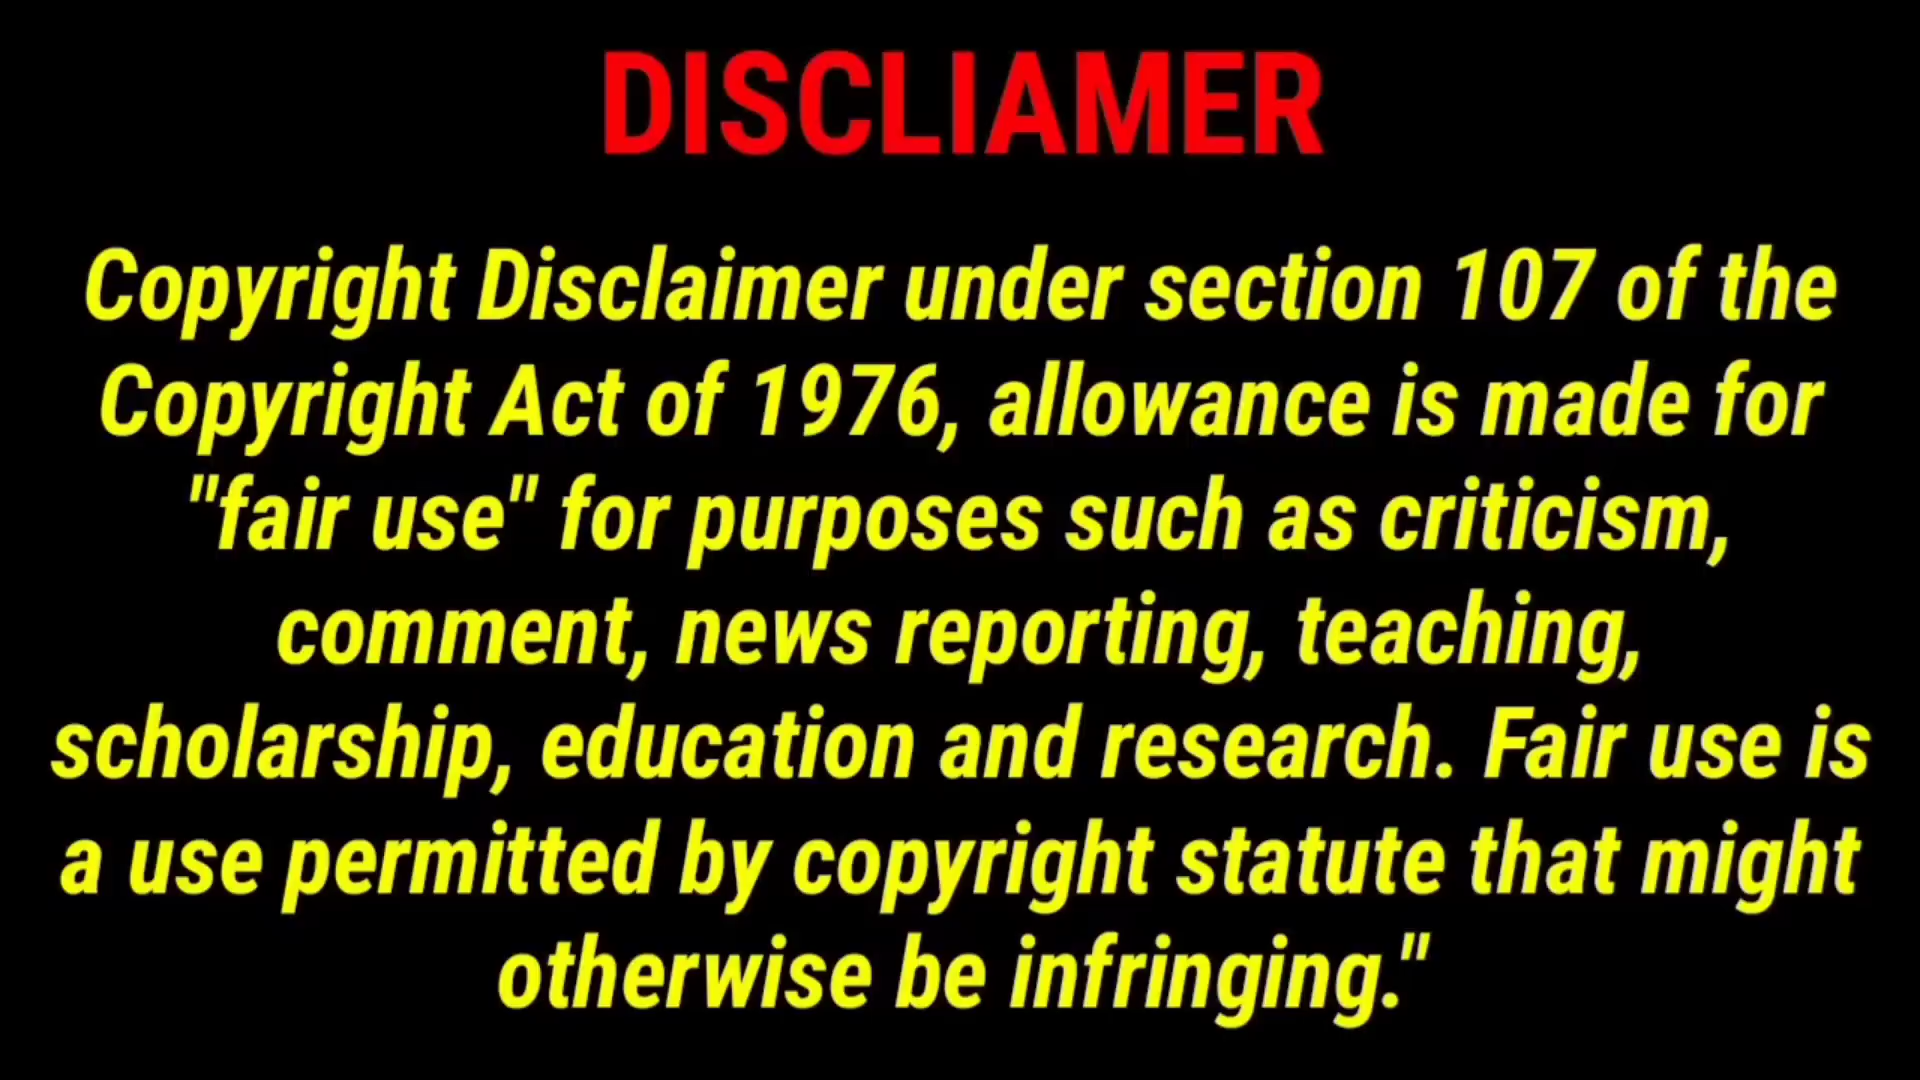 DISCLIAMER
Copyright Disclaimer under section 107 of the
Copyright Act of 1976, allowance is made for
"fair use" for purposes such as criticism,
comment, news reporting, teaching,
scholarship, education and research. Fair use is
a use permitted by copyright statute that might
otherwise be infringing."